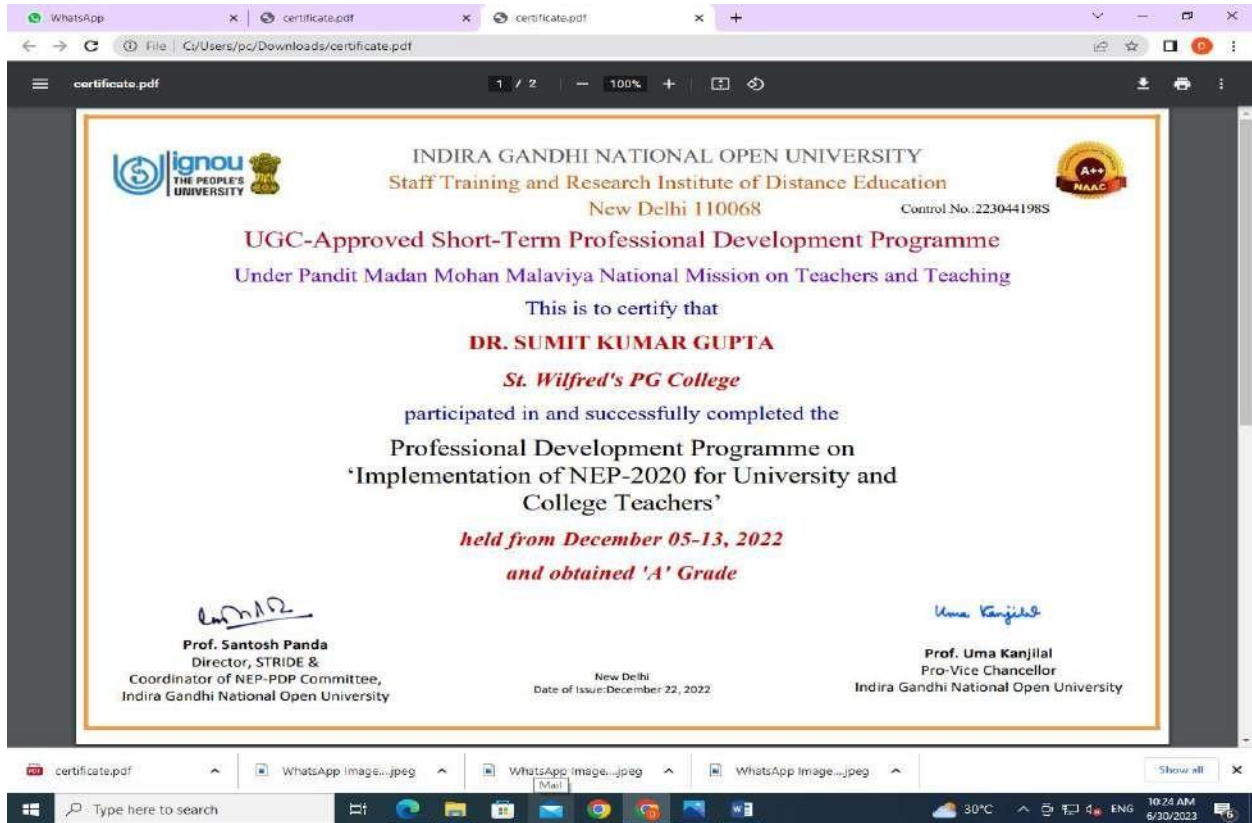 WhatsApp
certificate.pdf
certificate.pdf
File C:/Users/pc/Downloads/certificate.pdf
certificate.pdf
1 / 2
100%
ignou
THE PEOPLE'S
UNIVERSITY
INDIRA GANDHI NATIONAL OPEN UNIVERSITY
Staff Training and Research Institute of Distance Education
New Delhi 110068
Control No.:223044198S
A++
NAAC
UGC-Approved Short-Term Professional Development Programme
Under Pandit Madan Mohan Malaviya National Mission on Teachers and Teaching
This is to certify that
DR. SUMIT KUMAR GUPTA
St. Wilfred's PG College
participated in and successfully completed the
Professional Development Programme on
‘Implementation of NEP-2020 for University and
College Teachers’
held from December 05-13, 2022
and obtained 'A' Grade
Prof. Santosh Panda
Director, STRIDE &
Coordinator of NEP-PDP Committee,
Indira Gandhi National Open University
New Delhi
Date of Issue:December 22, 2022
Uma Kanjilal
Prof. Uma Kanjilal
Pro-Vice Chancellor
Indira Gandhi National Open University
certificate.pdf
WhatsApp Image....jpeg
WhatsApp Image....jpeg
WhatsApp Image....jpeg
Show all
Mail
Type here to search
30°C
ENG
10:24 AM
6/30/2023